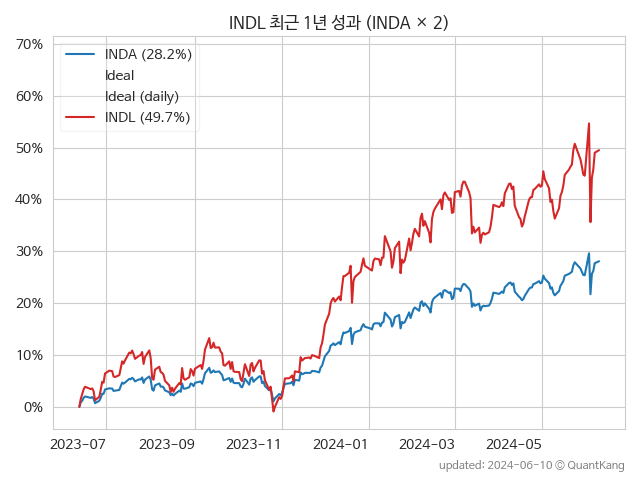 INDL 최근 1년 성과 (INDA × 2)
70%
60%
50%
40%
30%
20%
10%
0%
INDA (28.2%)
Ideal
Ideal (daily)
INDL (49.7%)
2023-07
2023-09
2023-11
2024-01
2024-03
2024-05
updated: 2024-06-10 © QuantKang